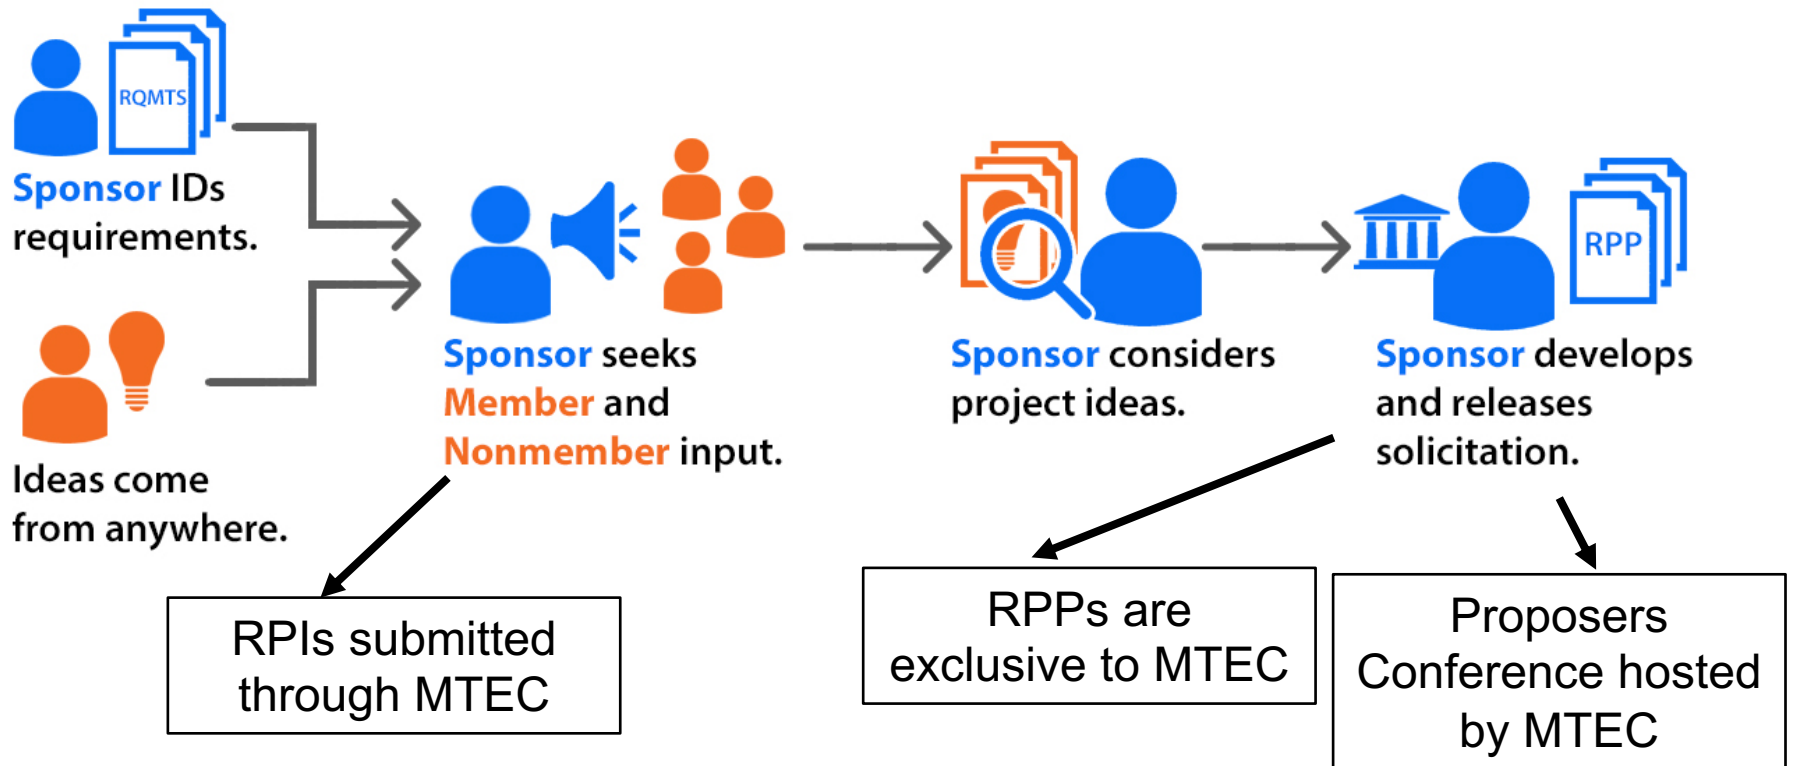 RQMTS
Sponsor IDs
requirements.
Ideas come
from anywhere.
Sponsor seeks
Member and
Nonmember input.
Sponsor considers
project ideas.
RPP
Sponsor develops
and releases
solicitation.
RPIs submitted
through MTEC
RPPs are
exclusive to MTEC
Proposers
Conference hosted
by MTEC